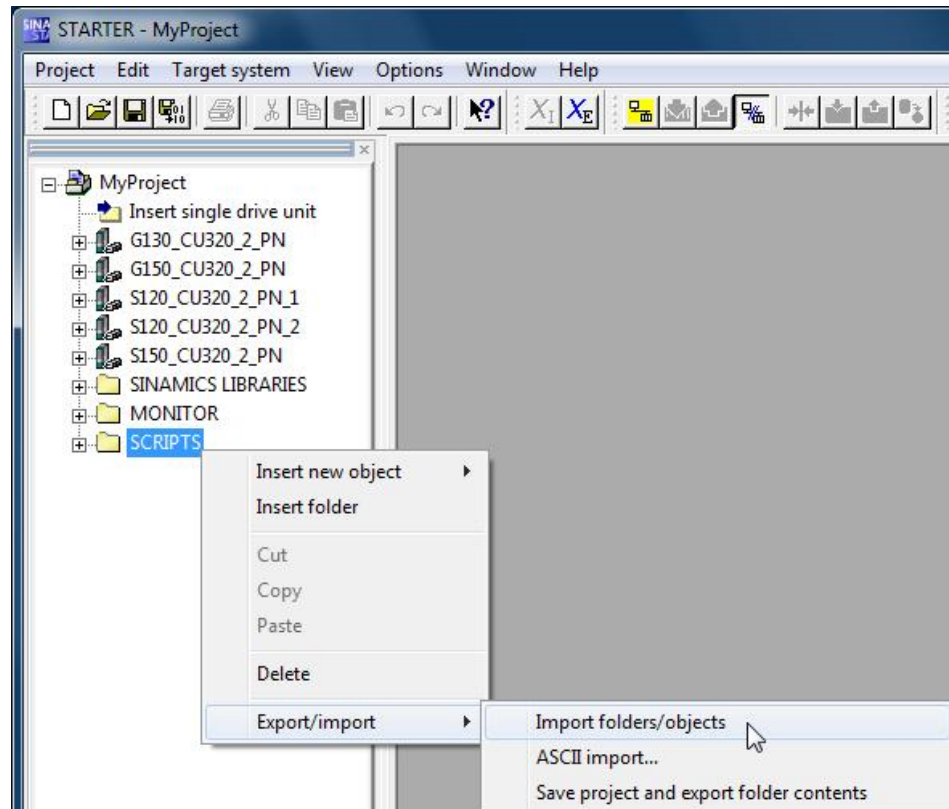 STARTER - MyProject
Project Edit Target system View Options Window Help
MyProject
Insert single drive unit
G130_CU320_2_PN
G150_CU320_2_PN
S120_CU320_2_PN_1
S120_CU320_2_PN_2
S150_CU320_2_PN
SINAMICS LIBRARIES
MONITOR
SCRIPTS
Insert new object
Insert folder
Cut
Copy
Paste
Delete
Export/import
Import folders/objects
ASCII import...
Save project and export folder contents